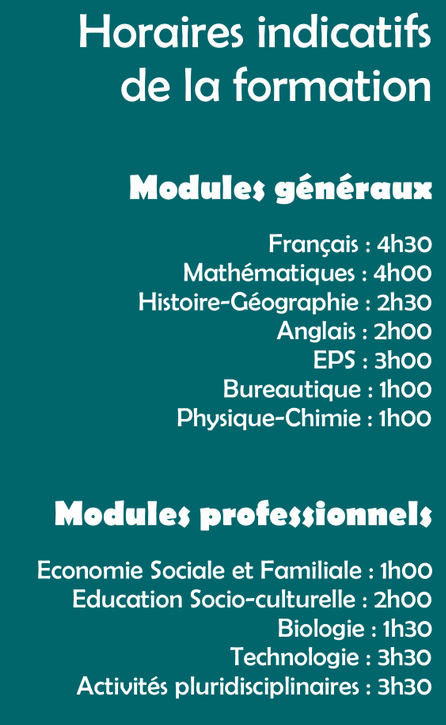 Horaires indicatifs
de la formation
Modules généraux
Français : 4h30
Mathématiques : 4h00
Histoire-Géographie : 2h30
Anglais : 2h00
EPS : 3h00
Bureautique : 1h00
Physique-Chimie : 1h00
Modules professionnels
Economie Sociale et Familiale : 1h00
Education Socio-culturelle : 2h00
Biologie : 1h30
Technologie : 3h30
Activités pluridisciplinaires : 3h30